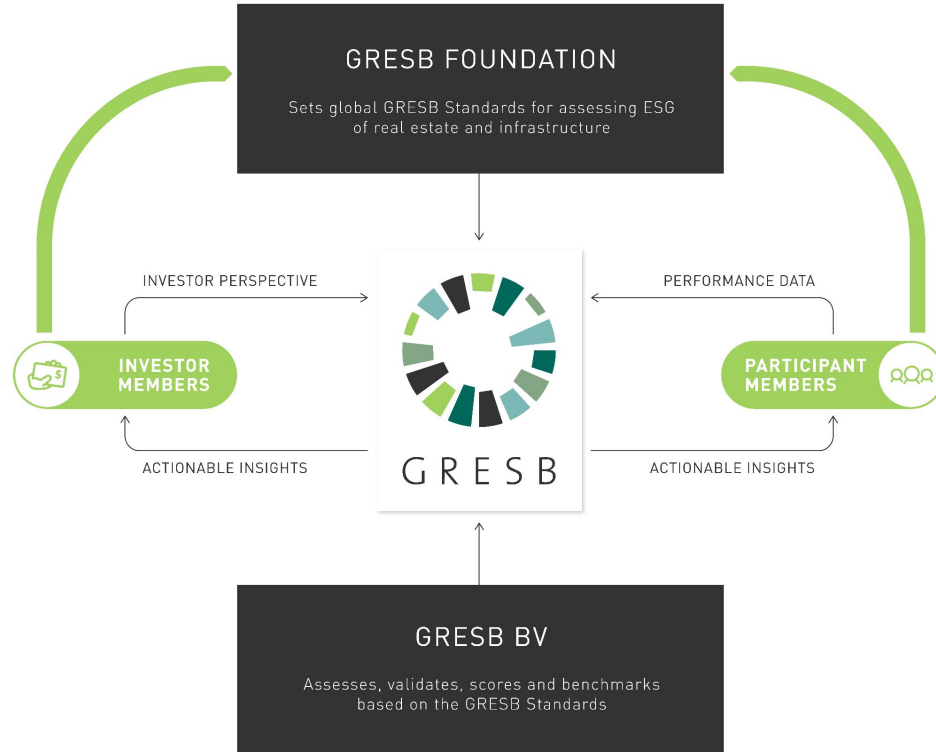 GRESB FOUNDATION
Sets global GRESB Standards for assessing ESG
of real estate and infrastructure
INVESTOR PERSPECTIVE
PERFORMANCE DATA
$
INVESTOR
MEMBERS
PARTICIPANT
MEMBERS
ACTIONABLE INSIGHTS
ACTIONABLE INSIGHTS
GRESB
GRESB BV
Assesses, validates, scores and benchmarks
based on the GRESB Standards